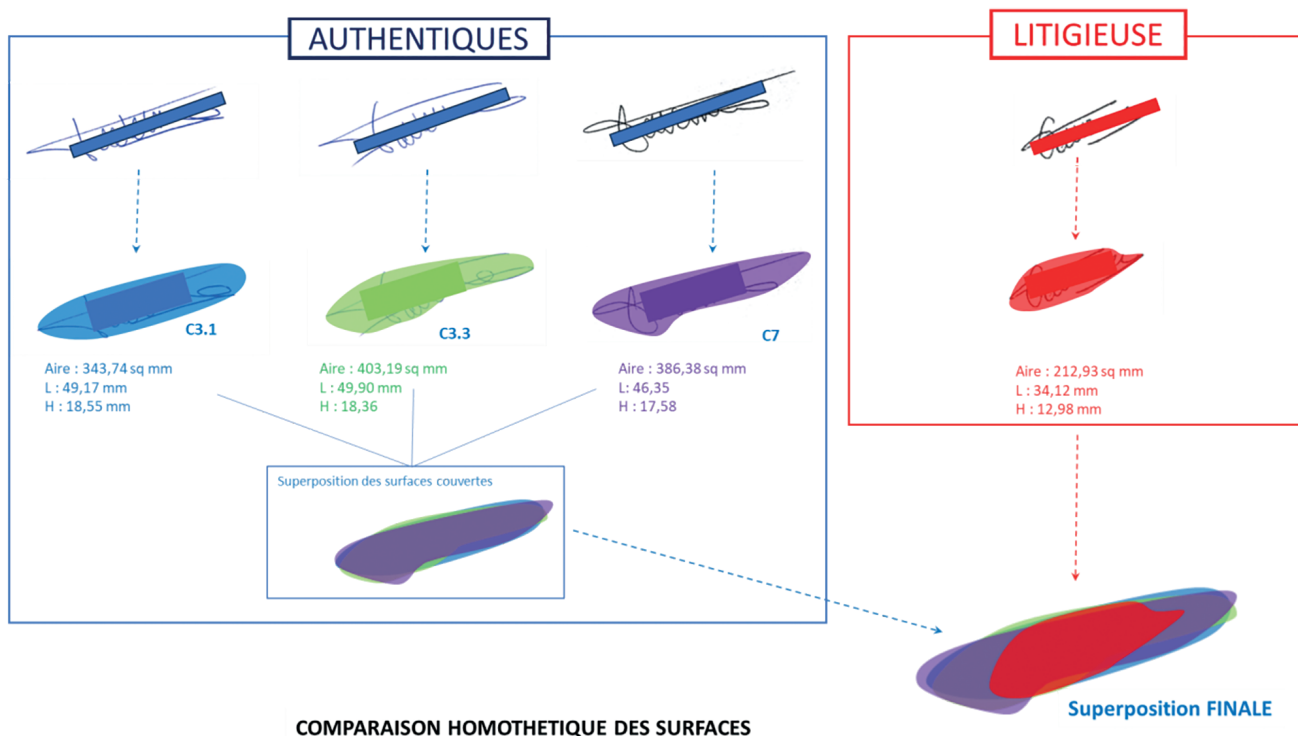 AUTHENTIQUES
LITIGIEUSE
C3.1
C3.3
C7
Aire : 343,74 sq mm
L : 49,17 mm
H : 18,55 mm
Aire : 403,19 sq mm
L : 49,90 mm
H : 18,36
Aire : 386,38 sq mm
L: 46,35
H : 17,58
Aire : 212,93 sq mm
L : 34,12 mm
H : 12,98 mm
Superposition des surfaces couvertes
Superposition FINALE
COMPARAISON HOMOTHETIQUE DES SURFACES